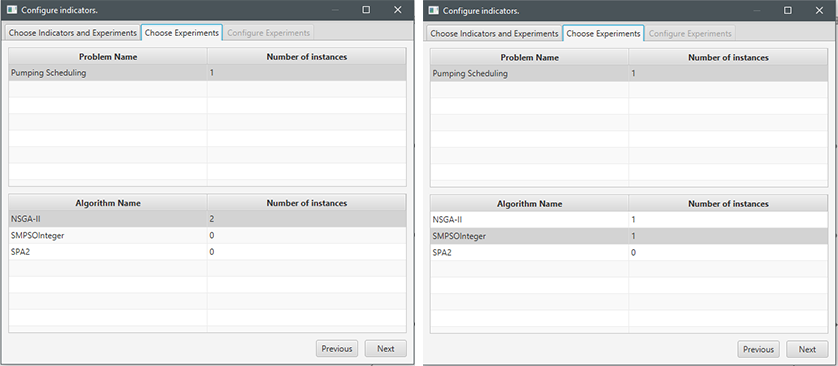 Configure indicators.
Choose Indicators and Experiments Choose Experiments Configure Experiments
Problem Name Number of instances
Pumping Scheduling 1
Algorithm Name Number of instances
NSGA-II 2
SMPSOInteger 0
SPA2 0
Previous Next
Configure indicators.
Choose Indicators and Experiments Choose Experiments Configure Experiments
Problem Name Number of instances
Pumping Scheduling 1
Algorithm Name Number of instances
NSGA-II 1
SMPSOInteger 1
SPA2 0
Previous Next